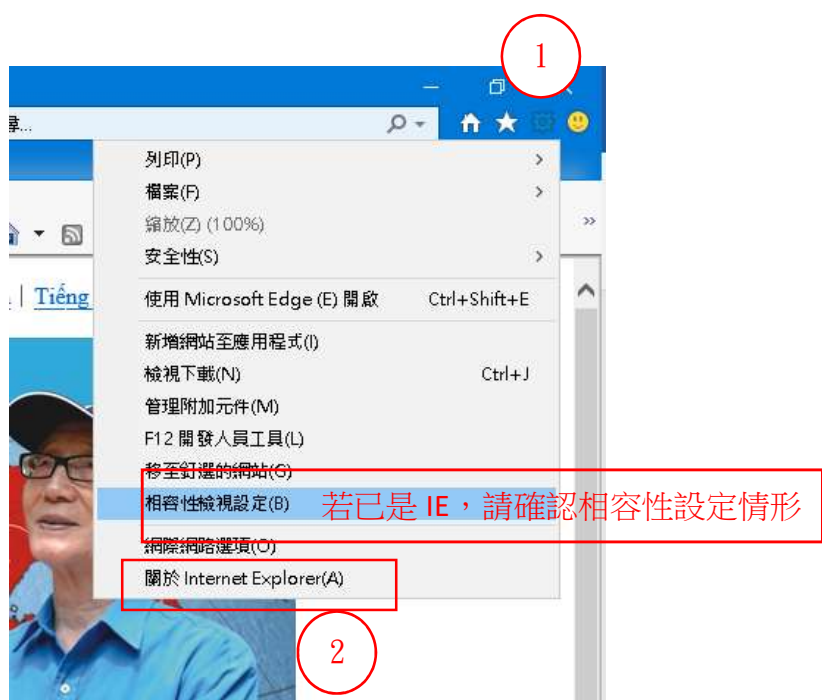 1
尋...
列印(P)
檔案(F)
縮放(Z) (100%)
安全性(S)
使用 Microsoft Edge (E) 開啟 Ctrl+Shift+E
Tiếng
新增網站至應用程式(I)
檢視下載(N) Ctrl+J
管理附加元件(M)
F12 開發人員工具(L)
移至釘選的網站(G)
相容性檢視設定(B) 若已是 IE，請確認相容性設定情形
網際網路選項(O)
關於 Internet Explorer(A)
2